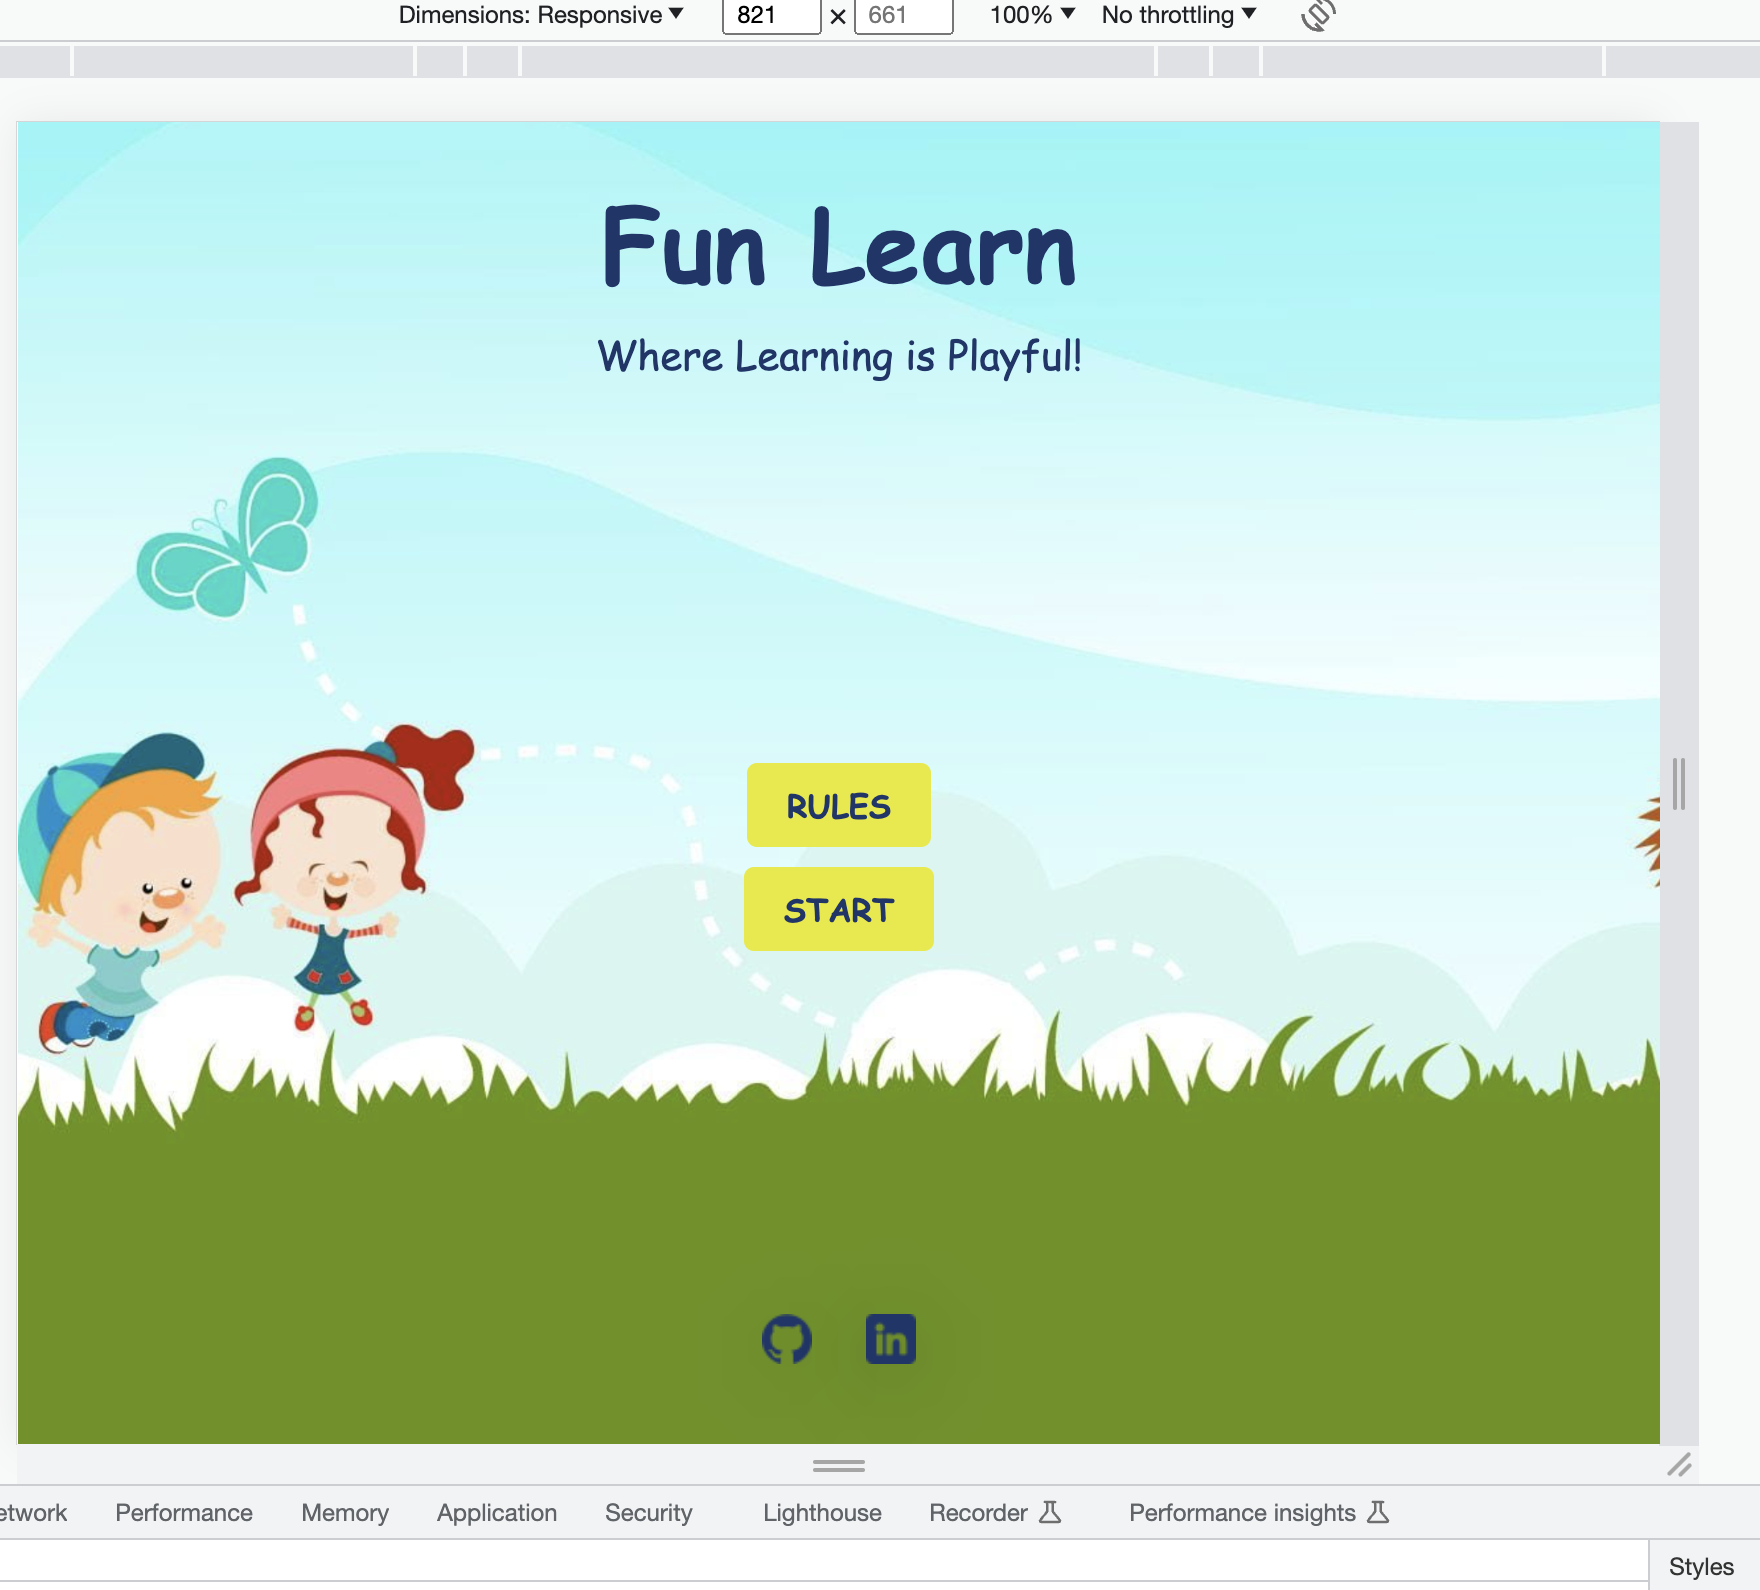 Dimensions: Responsive ▼ 821 × 661 100% ▼ No throttling ▼
Fun Learn
Where Learning is Playful!
RULES
START
in
etwork Performance Memory Application Security Lighthouse Recorder Performance insights
Styles